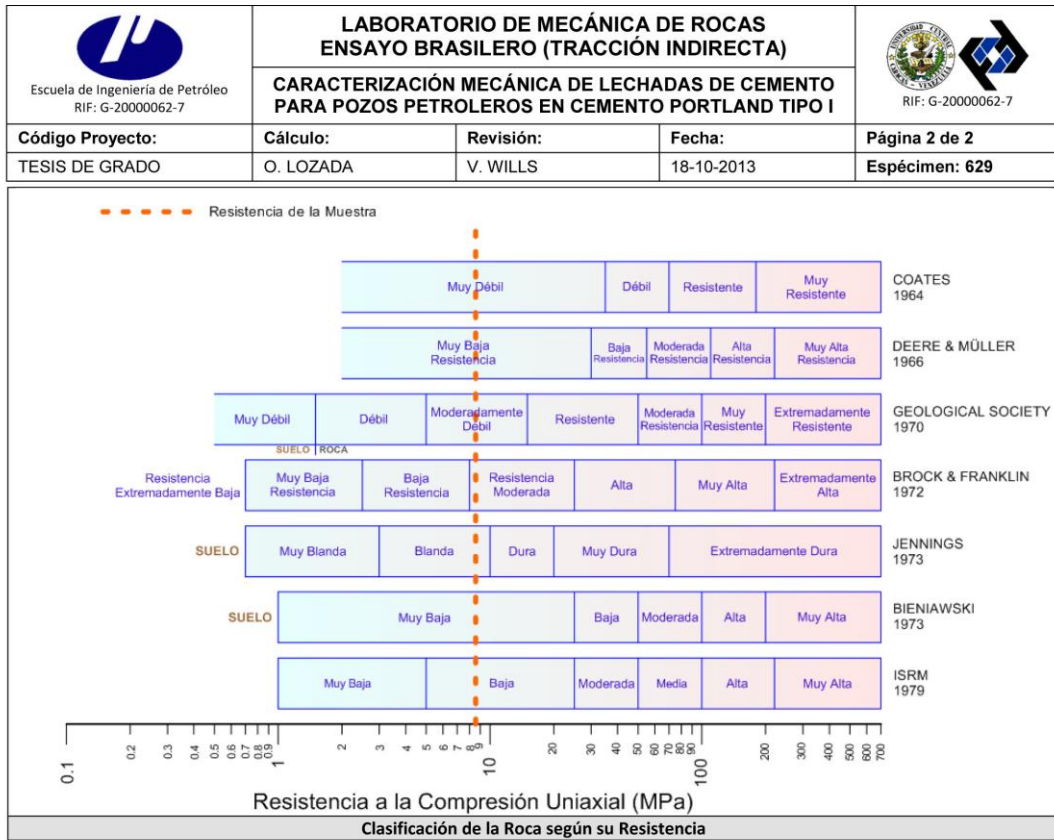 Escuela de Ingeniería de Petróleo
RIF: G-20000062-7
LABORATORIO DE MECÁNICA DE ROCAS
ENSAYO BRASILERO (TRACCIÓN INDIRECTA)
CARACTERIZACIÓN MECÁNICA DE LECHADAS DE CEMENTO
PARA POZOS PETROLEROS EN CEMENTO PORTLAND TIPO I
RIF: G-20000062-7
Código Proyecto: Cálculo: Revisión: Fecha: Página 2 de 2
TESIS DE GRADO O. LOZADA V. WILLS 18-10-2013 Espécimen: 629
Resistencia de la Muestra
Muy Débil Débil Resistente Muy
Resistente
COATES
1964
Muy Baja
Resistencia
Baja
Resistencia
Moderada
Resistencia
Alta
Resistencia
Muy Alta
Resistencia
DEERE & MÜLLER
1966
Muy Débil Débil
Moderadamente
Débil
Resistente
Moderada
Resistencia
Muy
Resistente
Extremadamente
Resistente
GEOLOGICAL SOCIETY
1970
SUELO ROCA
Resistencia
Extremadamente Baja
Muy Baja
Resistencia
Baja
Resistencia
Resistencia
Moderada
Alta Muy Alta
Extremadamente
Alta
BROCK & FRANKLIN
1972
SUELO Muy Blanda Blanda Dura Muy Dura Extremadamente Dura
JENNINGS
1973
SUELO Muy Baja Baja Moderada Alta Muy Alta
BIENIAWSKI
1973
Muy Baja Baja Moderada Media Alta Muy Alta
ISRM
1979
0.1 0.2 0.3 0.4 0.5 0.6 0.7 0.8 0.9 1 2 3 4 5 6 7 8 9 10 20 30 40 50 60 70 80 90 100 200 300 400 500 600 700
Resistencia a la Compresión Uniaxial (MPa)
Clasificación de la Roca según su Resistencia